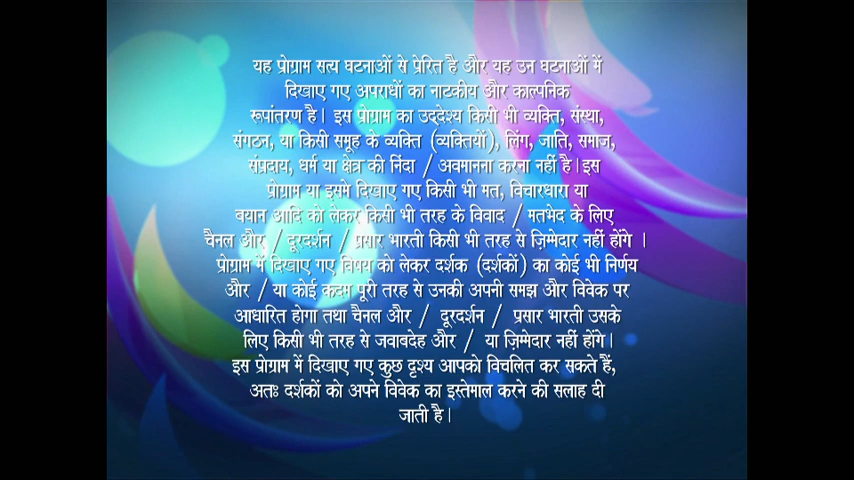 यह प्रोग्राम सत्य घटनाओं से प्रेरित है और यह उन घटनाओं में
दिखाए गए अपराधों का नाटकीय और काल्पनिक
रूपांतरण है। इस प्रोग्राम का उद्देश्य किसी भी व्यक्ति, संस्था,
संगठन, या किसी समूह के व्यक्ति (व्यक्तियों), लिंग, जाति, समाज,
संप्रदाय, धर्म या क्षेत्र की निंदा / अवमानना करना नहीं है।इस
प्रोग्राम या इसमे दिखाए गए किसी भी मत, विचारधारा या
बयान आदि को लेकर किसी भी तरह के विवाद / मतभेद के लिए
चैनल और / दूरदर्शन / प्रसार भारती किसी भी तरह से ज़िम्मेदार नहीं होंगे ।
प्रोग्राम में दिखाए गए विषय को लेकर दर्शक (दर्शकों) का कोई भी निर्णय
और / या कोई कदम पूरी तरह से उनकी अपनी समझ और विवेक पर
आधारित होगा तथा चैनल और / दूरदर्शन / प्रसार भारती उसके
लिए किसी भी तरह से जवाबदेह और / या ज़िम्मेदार नहीं होंगे।
इस प्रोग्राम में दिखाए गए कुछ दृश्य आपको विचलित कर सकते हैं,
अतः दर्शकों को अपने विवेक का इस्तेमाल करने की सलाह दी
जाती है।